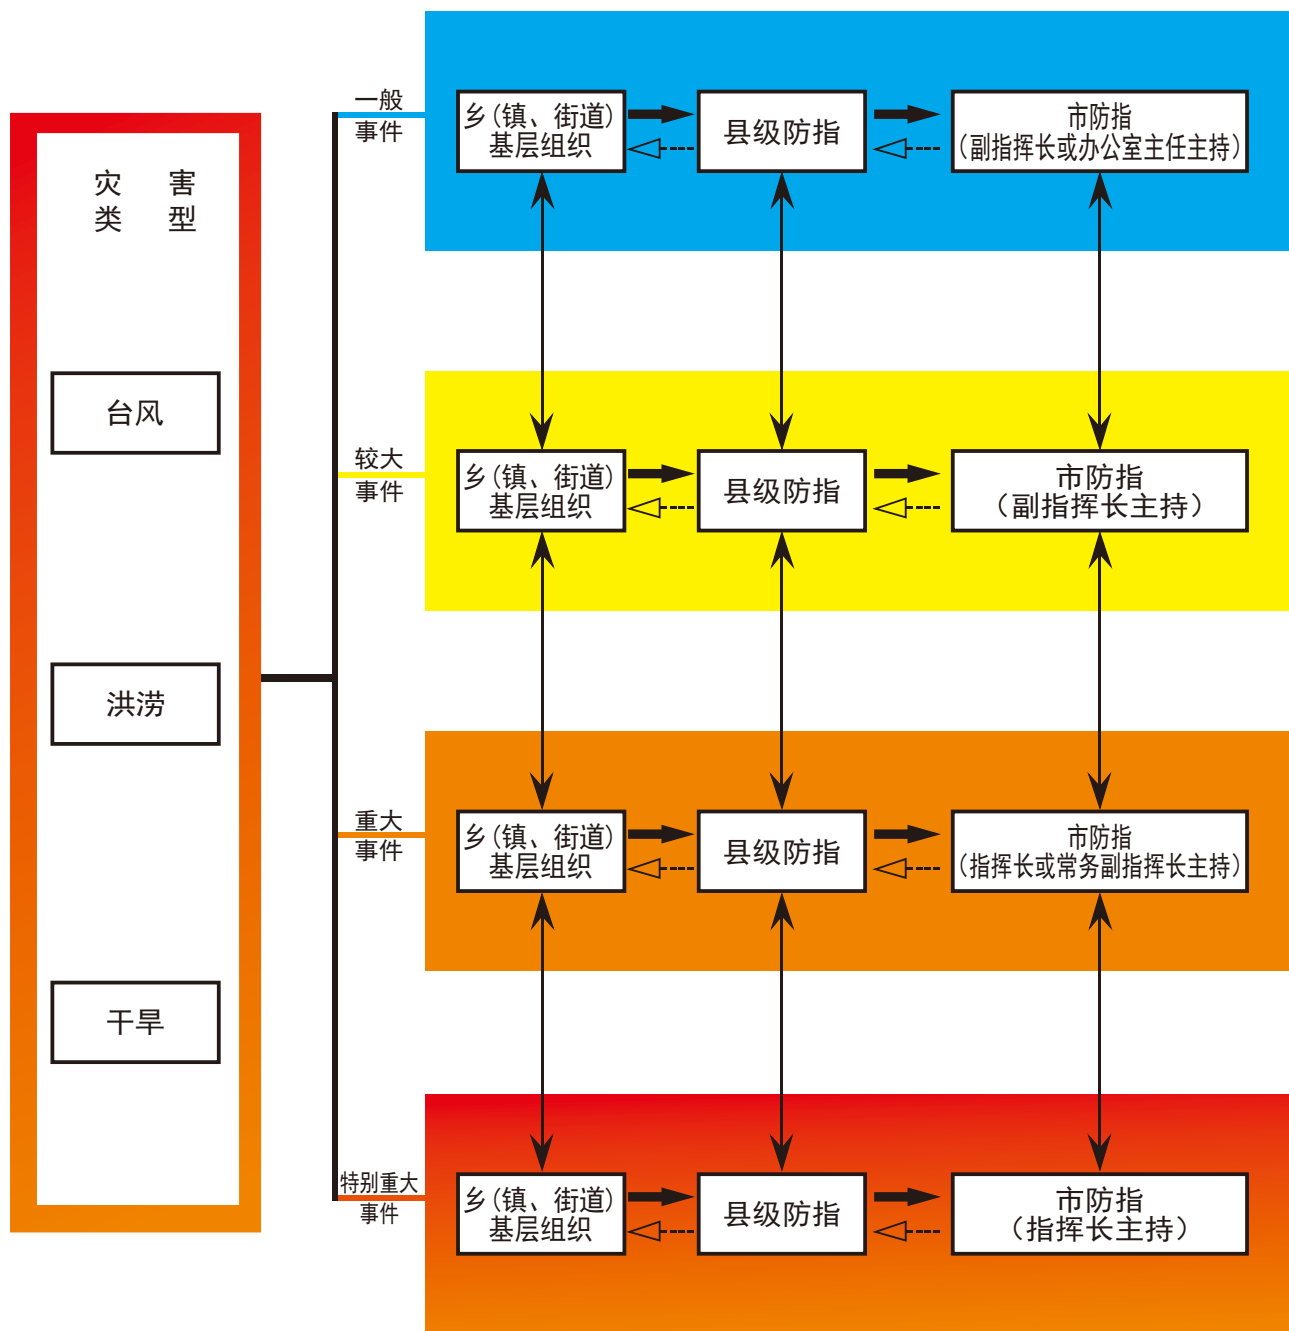 灾 害
类 型
台风
洪涝
干旱
一般
事件
乡(镇、街道)
基层组织
县级防指
市防指
(副指挥长或办公室主任主持)
较大
事件
乡(镇、街道)
基层组织
县级防指
市防指
(副指挥长主持)
重大
事件
乡(镇、街道)
基层组织
县级防指
市防指
(指挥长或常务副指挥长主持)
特别重大
事件
乡(镇、街道)
基层组织
县级防指
市防指
(指挥长主持)